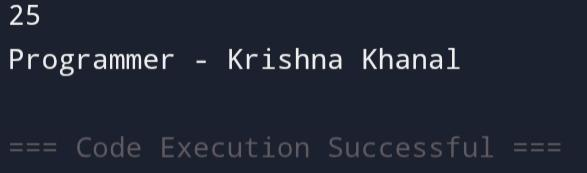 25
Programmer - Krishna Khanal
=== Code Execution Successful ===